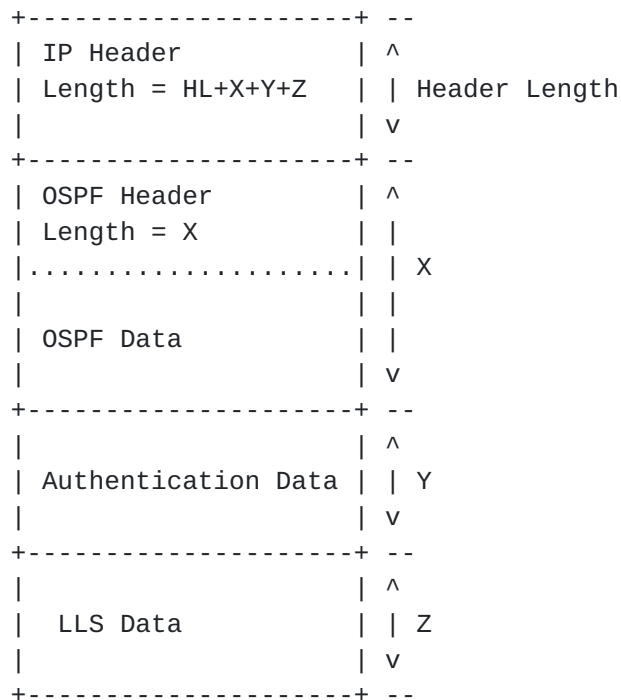 +---------------------+ --
| IP Header           | ^
| Length = HL+X+Y+Z   | | Header Length
|                     | v
+---------------------+ --
| OSPF Header         | ^
| Length = X          | |
|.....................| | X
|                     | |
| OSPF Data           | |
|                     | v
+---------------------+ --
|                     | ^
| Authentication Data | | Y
|                     | v
+---------------------+ --
|                     | ^
|  LLS Data           | | Z
|                     | v
+---------------------+ --